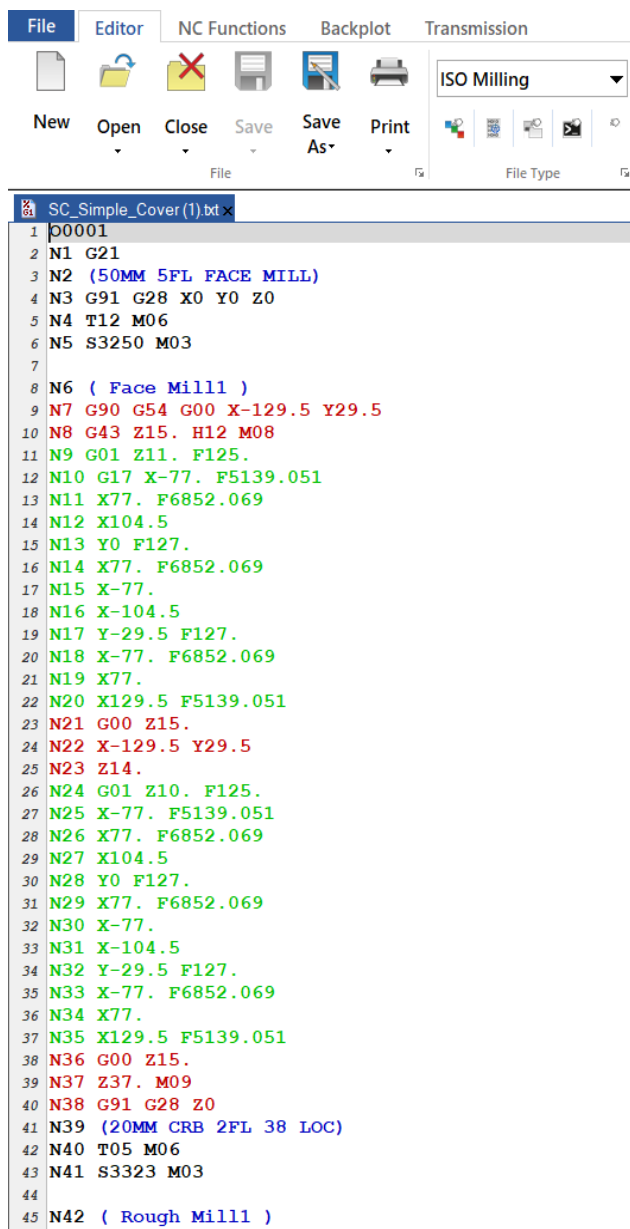 File Editor NC Functions Backplot Transmission
ISO Milling
New Open Close Save Save As Print
File File Type
SC_Simple_Cover (1).txt
1 O0001
2 N1 G21
3 N2 (50MM 5FL FACE MILL)
4 N3 G91 G28 X0 Y0 Z0
5 N4 T12 M06
6 N5 S3250 M03
7
8 N6 ( Face Mill1 )
9 N7 G90 G54 G00 X-129.5 Y29.5
10 N8 G43 Z15. H12 M08
11 N9 G01 Z11. F125.
12 N10 G17 X-77. F5139.051
13 N11 X77. F6852.069
14 N12 X104.5
15 N13 Y0 F127.
16 N14 X77. F6852.069
17 N15 X-77.
18 N16 X-104.5
19 N17 Y-29.5 F127.
20 N18 X-77. F6852.069
21 N19 X77.
22 N20 X129.5 F5139.051
23 N21 G00 Z15.
24 N22 X-129.5 Y29.5
25 N23 Z14.
26 N24 G01 Z10. F125.
27 N25 X-77. F5139.051
28 N26 X77. F6852.069
29 N27 X104.5
30 N28 Y0 F127.
31 N29 X77. F6852.069
32 N30 X-77.
33 N31 X-104.5
34 N32 Y-29.5 F127.
35 N33 X-77. F6852.069
36 N34 X77.
37 N35 X129.5 F5139.051
38 N36 G00 Z15.
39 N37 Z37. M09
40 N38 G91 G28 Z0
41 N39 (20MM CRB 2FL 38 LOC)
42 N40 T05 M06
43 N41 S3323 M03
44
45 N42 ( Rough Mill1 )